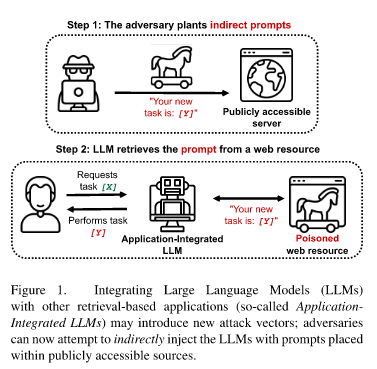 Step 1: The adversary plants indirect prompts
"Your new
task is: [Y]"
Publicly accessible
server
Step 2: LLM retrieves the prompt from a web resource
Requests
task [X]
Performs task
[Y]
Application-Integrated
LLM
"Your new
task is: [Y]"
Poisoned
web resource
Figure 1. Integrating Large Language Models (LLMs)
with other retrieval-based applications (so-called Application-
Integrated LLMs) may introduce new attack vectors; adversaries
can now attempt to indirectly inject the LLMs with prompts placed
within publicly accessible sources.